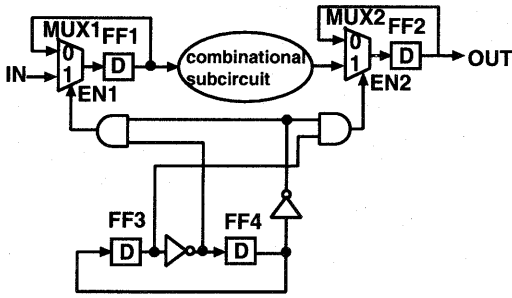 MUX1
FF1
0
1
D
IN
EN1
combinational
subcircuit
MUX2
FF2
0
1
D
OUT
EN2
FF3
D
FF4
D